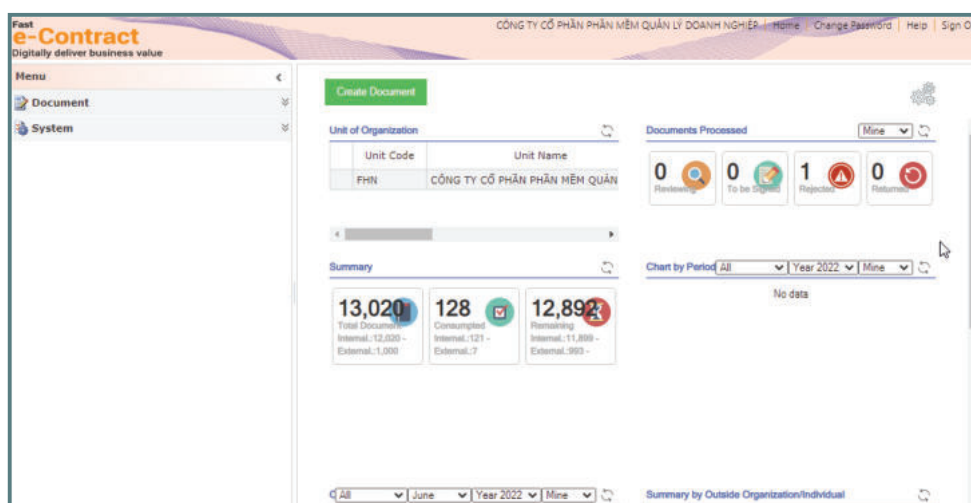 Fast
e-Contract
Digitally deliver business value
CÔNG TY CỔ PHẦN PHẦN MỀM QUẢN LÝ DOANH NGHIỆP Home Change Password Help Sign O
Menu
Document
System
Create Document
Unit of Organization
Unit Code Unit Name
FHN CÔNG TY CỔ PHẦN PHẦN MỀM QUẢN
Documents Processed Mine
0 Reviewing
0 To be Signed
1 Rejected
0 Returned
Summary
13,020
Total Document
Internal.:12,020 -
External.:1,000
128
Consumpted
Internal.:121 -
External.:7
12,892
Remaining
Internal.:11,899 -
External.:993 -
Chart by Period All Year 2022 Mine
No data
All June Year 2022 Mine
Summary by Outside Organization/Individual